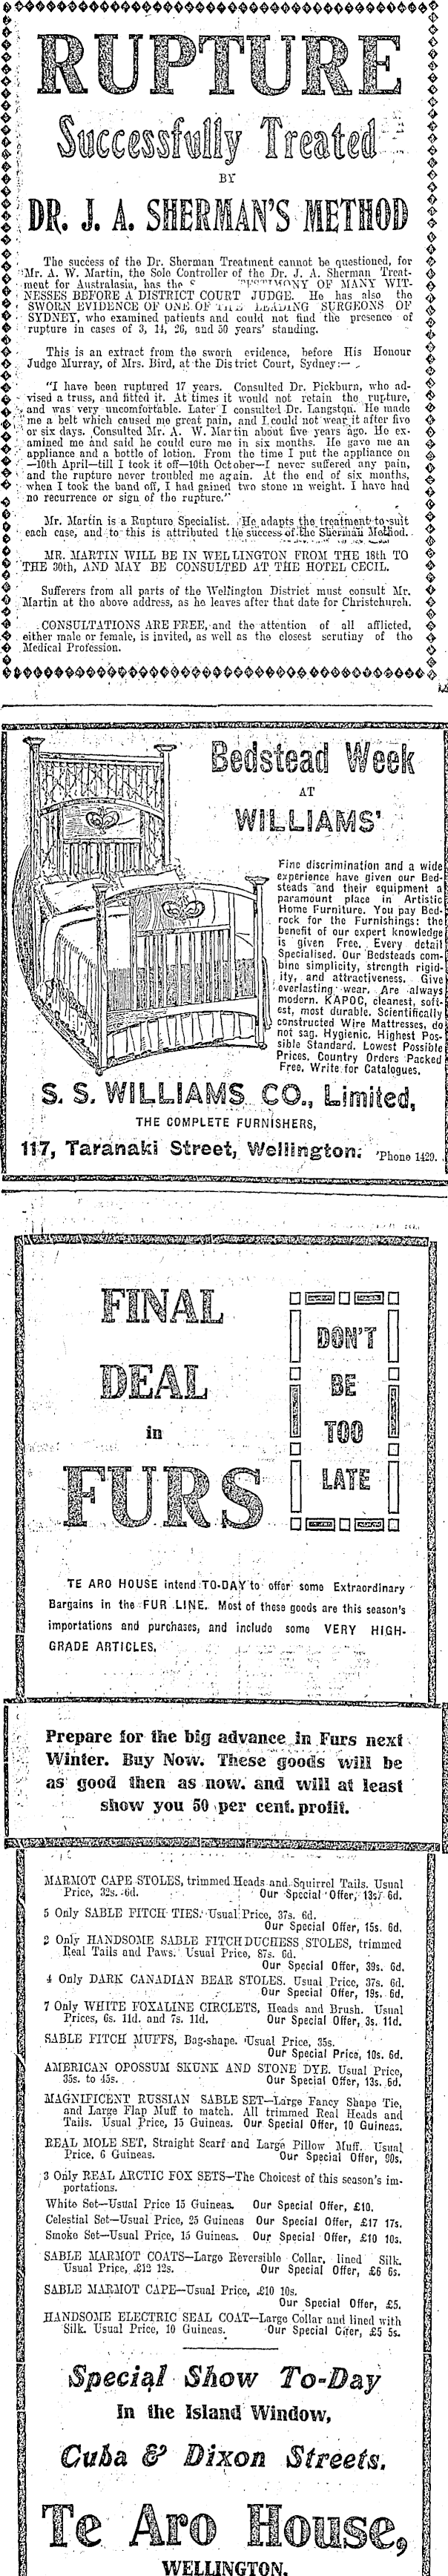 RUPTURE
Successfully Treated
BY
DR. J. A. SHERMAN'S METHOD
The success of the Dr. Sherman Treatment cannot be questioned, for
Mr. A. W. Martin, the Sole Controller of the Dr. J. A. Sherman Treat-
ment for Australasia, has the S TESTIMONY OF MANY WIT-
NESSES BEFORE A DISTRICT COURT JUDGE. He has also the
SWORN EVIDENCE OF ONE OF THE LEADING SURGEONS OF
SYDNEY, who examined patients and could not find the presence of
rupture in cases of 3, 14, 26, and 50 years' standing.
This is an extract from the sworn evidence, before His Honour
Judge Murray, of Mrs. Bird, at the District Court, Sydney:—
"I have been ruptured 17 years. Consulted Dr. Pickburn, who ad-
vised a truss, and fitted it. At times it would not retain the rupture,
and was very uncomfortable. Later I consulted Dr. Langston. He made
me a belt which caused me great pain, and I could not wear it after five
or six days. Consulted Mr. A. W. Martin about five years ago. He ex-
amined me and said he could cure me in six months. He gave me an
appliance and a bottle of lotion. From the time I put the appliance on
—10th April—till I took it off—10th October—I never suffered any pain,
and the rupture never troubled me again. At the end of six months,
when I took the band off, I had gained two stone in weight. I have had
no recurrence or sign of the rupture."
Mr. Martin is a Rupture Specialist. He adapts the treatment to suit
each case, and to this is attributed the success of the Sherman Method.
MR. MARTIN WILL BE IN WELLINGTON FROM THE 18th TO
THE 30th, AND MAY BE CONSULTED AT THE HOTEL CECIL.
Sufferers from all parts of the Wellington District must consult Mr.
Martin at the above address, as he leaves after that date for Christchurch.
CONSULTATIONS ARE FREE, and the attention of all afflicted,
either male or female, is invited, as well as the closest scrutiny of the
Medical Profession.
Bedstead Week
AT
WILLIAMS'
Fine discrimination and a wide
experience have given our Bed-
steads and their equipment a
paramount place in Artistic
Home Furniture. You pay Bed-
rock for the Furnishings: the
benefit of our expert knowledge
is given Free. Every detail
Specialised. Our Bedsteads com-
bine simplicity, strength rigid-
ity, and attractiveness. Give
everlasting wear. Are always
modern. KAPOC, cleanest, soft-
est, most durable. Scientifically
constructed Wire Mattresses, do
not sag. Hygienic. Highest Pos-
sible Standard. Lowest Possible
Prices. Country Orders Packed
Free. Write for Catalogues.
S. S. WILLIAMS CO., Limited,
THE COMPLETE FURNISHERS,
117, Taranaki Street, Wellington. 'Phone 1429.
FINAL
DEAL
in
FURS
DON'T
BE
TOO
LATE
TE ARO HOUSE intend TO-DAY to offer some Extraordinary
Bargains in the FUR LINE. Most of these goods are this season's
importations and purchases, and include some VERY HIGH-
GRADE ARTICLES.
Prepare for the big advance in Furs next
Winter. Buy Now. These goods will be
as good then as now. and will at least
show you 50 per cent. profit.
MARMOT CAPE STOLES, trimmed Heads and Squirrel Tails. Usual
Price, 32s. 6d. Our Special Offer, 13s. 6d.
5 Only SABLE FITCH TIES. Usual Price, 37s. 6d.
Our Special Offer, 15s. 6d.
2 Only HANDSOME SABLE FITCH DUCHESS STOLES, trimmed
Real Tails and Paws. Usual Price, 87s. 6d.
Our Special Offer, 39s. 6d.
4 Only DARK CANADIAN BEAR STOLES. Usual Price, 37s. 6d.
Our Special Offer, 19s. 6d.
7 Only WHITE FOXALINE CIRCLETS, Heads and Brush. Usual
Prices, 6s. 11d. and 7s. 11d. Our Special Offer, 3s. 11d.
SABLE FITCH MUFFS, Bag-shape. Usual Price, 35s.
Our Special Price, 10s. 6d.
AMERICAN OPOSSUM SKUNK AND STONE DYE. Usual Price,
35s. to 45s. Our Special Offer, 13s. 6d.
MAGNIFICENT RUSSIAN SABLE SET—Large Fancy Shape Tie,
and Large Flap Muff to match. All trimmed Real Heads and
Tails. Usual Price, 15 Guineas. Our Special Offer, 10 Guineas.
REAL MOLE SET, Straight Scarf and Large Pillow Muff. Usual
Price, 6 Guineas. Our Special Offer, 90s.
3 Only REAL ARCTIC FOX SETS—The Choicest of this season's im-
portations.
White Set—Usual Price 15 Guineas. Our Special Offer, £10.
Celestial Set—Usual Price, 25 Guineas Our Special Offer, £17 17s.
Smoke Set—Usual Price, 15 Guineas. Our Special Offer, £10 10s.
SABLE MARMOT COATS—Large Reversible Collar, lined Silk.
Usual Price, £12 12s. Our Special Offer, £6 6s.
SABLE MARMOT CAPE—Usual Price, £10 10s.
Our Special Offer, £5.
HANDSOME ELECTRIC SEAL COAT—Large Collar and lined with
Silk. Usual Price, 10 Guineas. Our Special Offer, £5 5s.
Special Show To-Day
In the Island Window,
Cuba & Dixon Streets.
Te Aro House,
WELLINGTON.